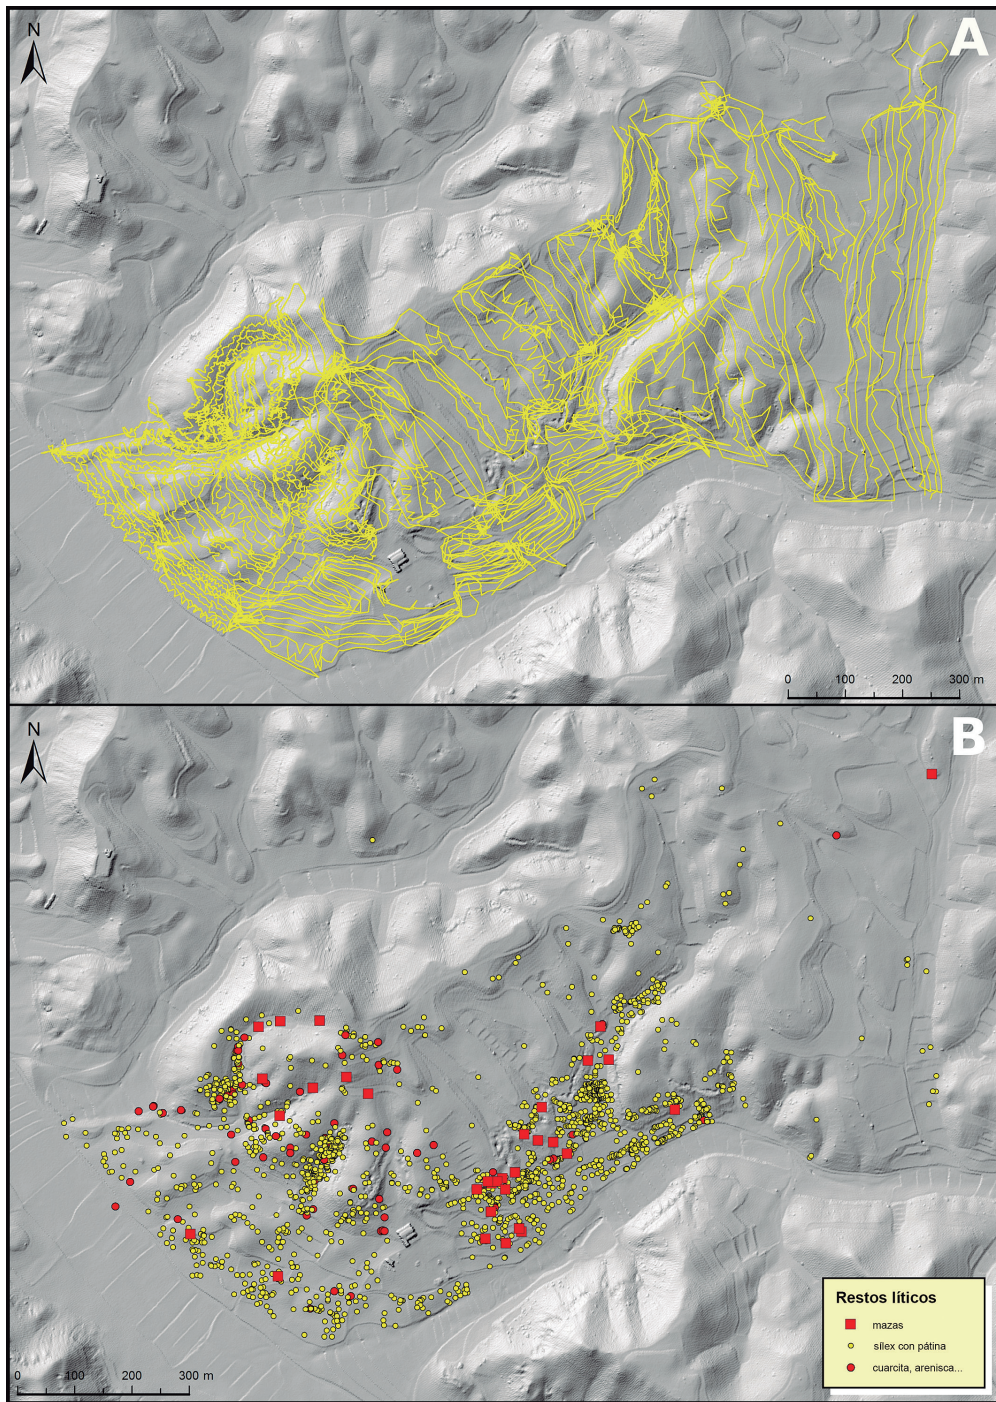 N
A
0 100 200 300 m
N
B
Restos líticos
mazas
sílex con pátina
cuarcita, arenisca...
0 100 200 300 m